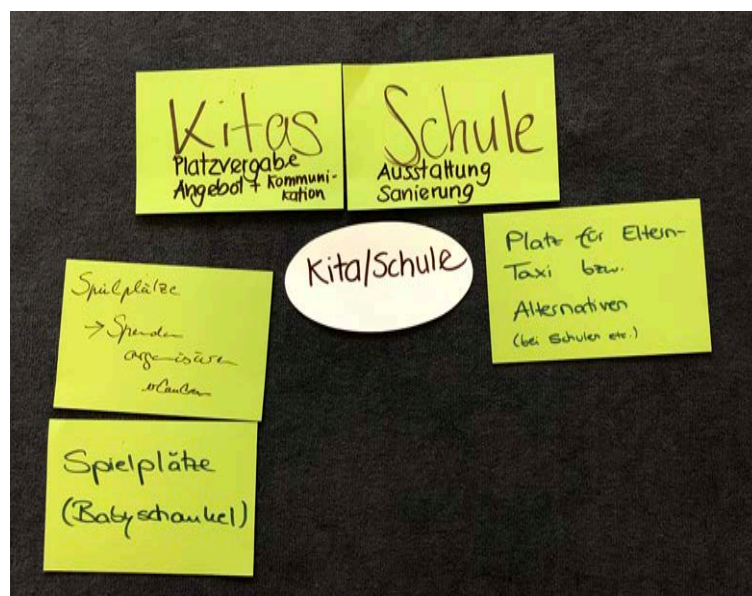 Kitas
Platzvergabe
Angebot + Kommuni-
kation
Schule
Ausstattung
Sanierung
Kita/Schule
Platz für Eltern-
Taxi bzw.
Alternativen
(bei Schulen etc.)
Spielplätze
→ Spenden
organisieren
Spielplätze
(Babyschaukel)